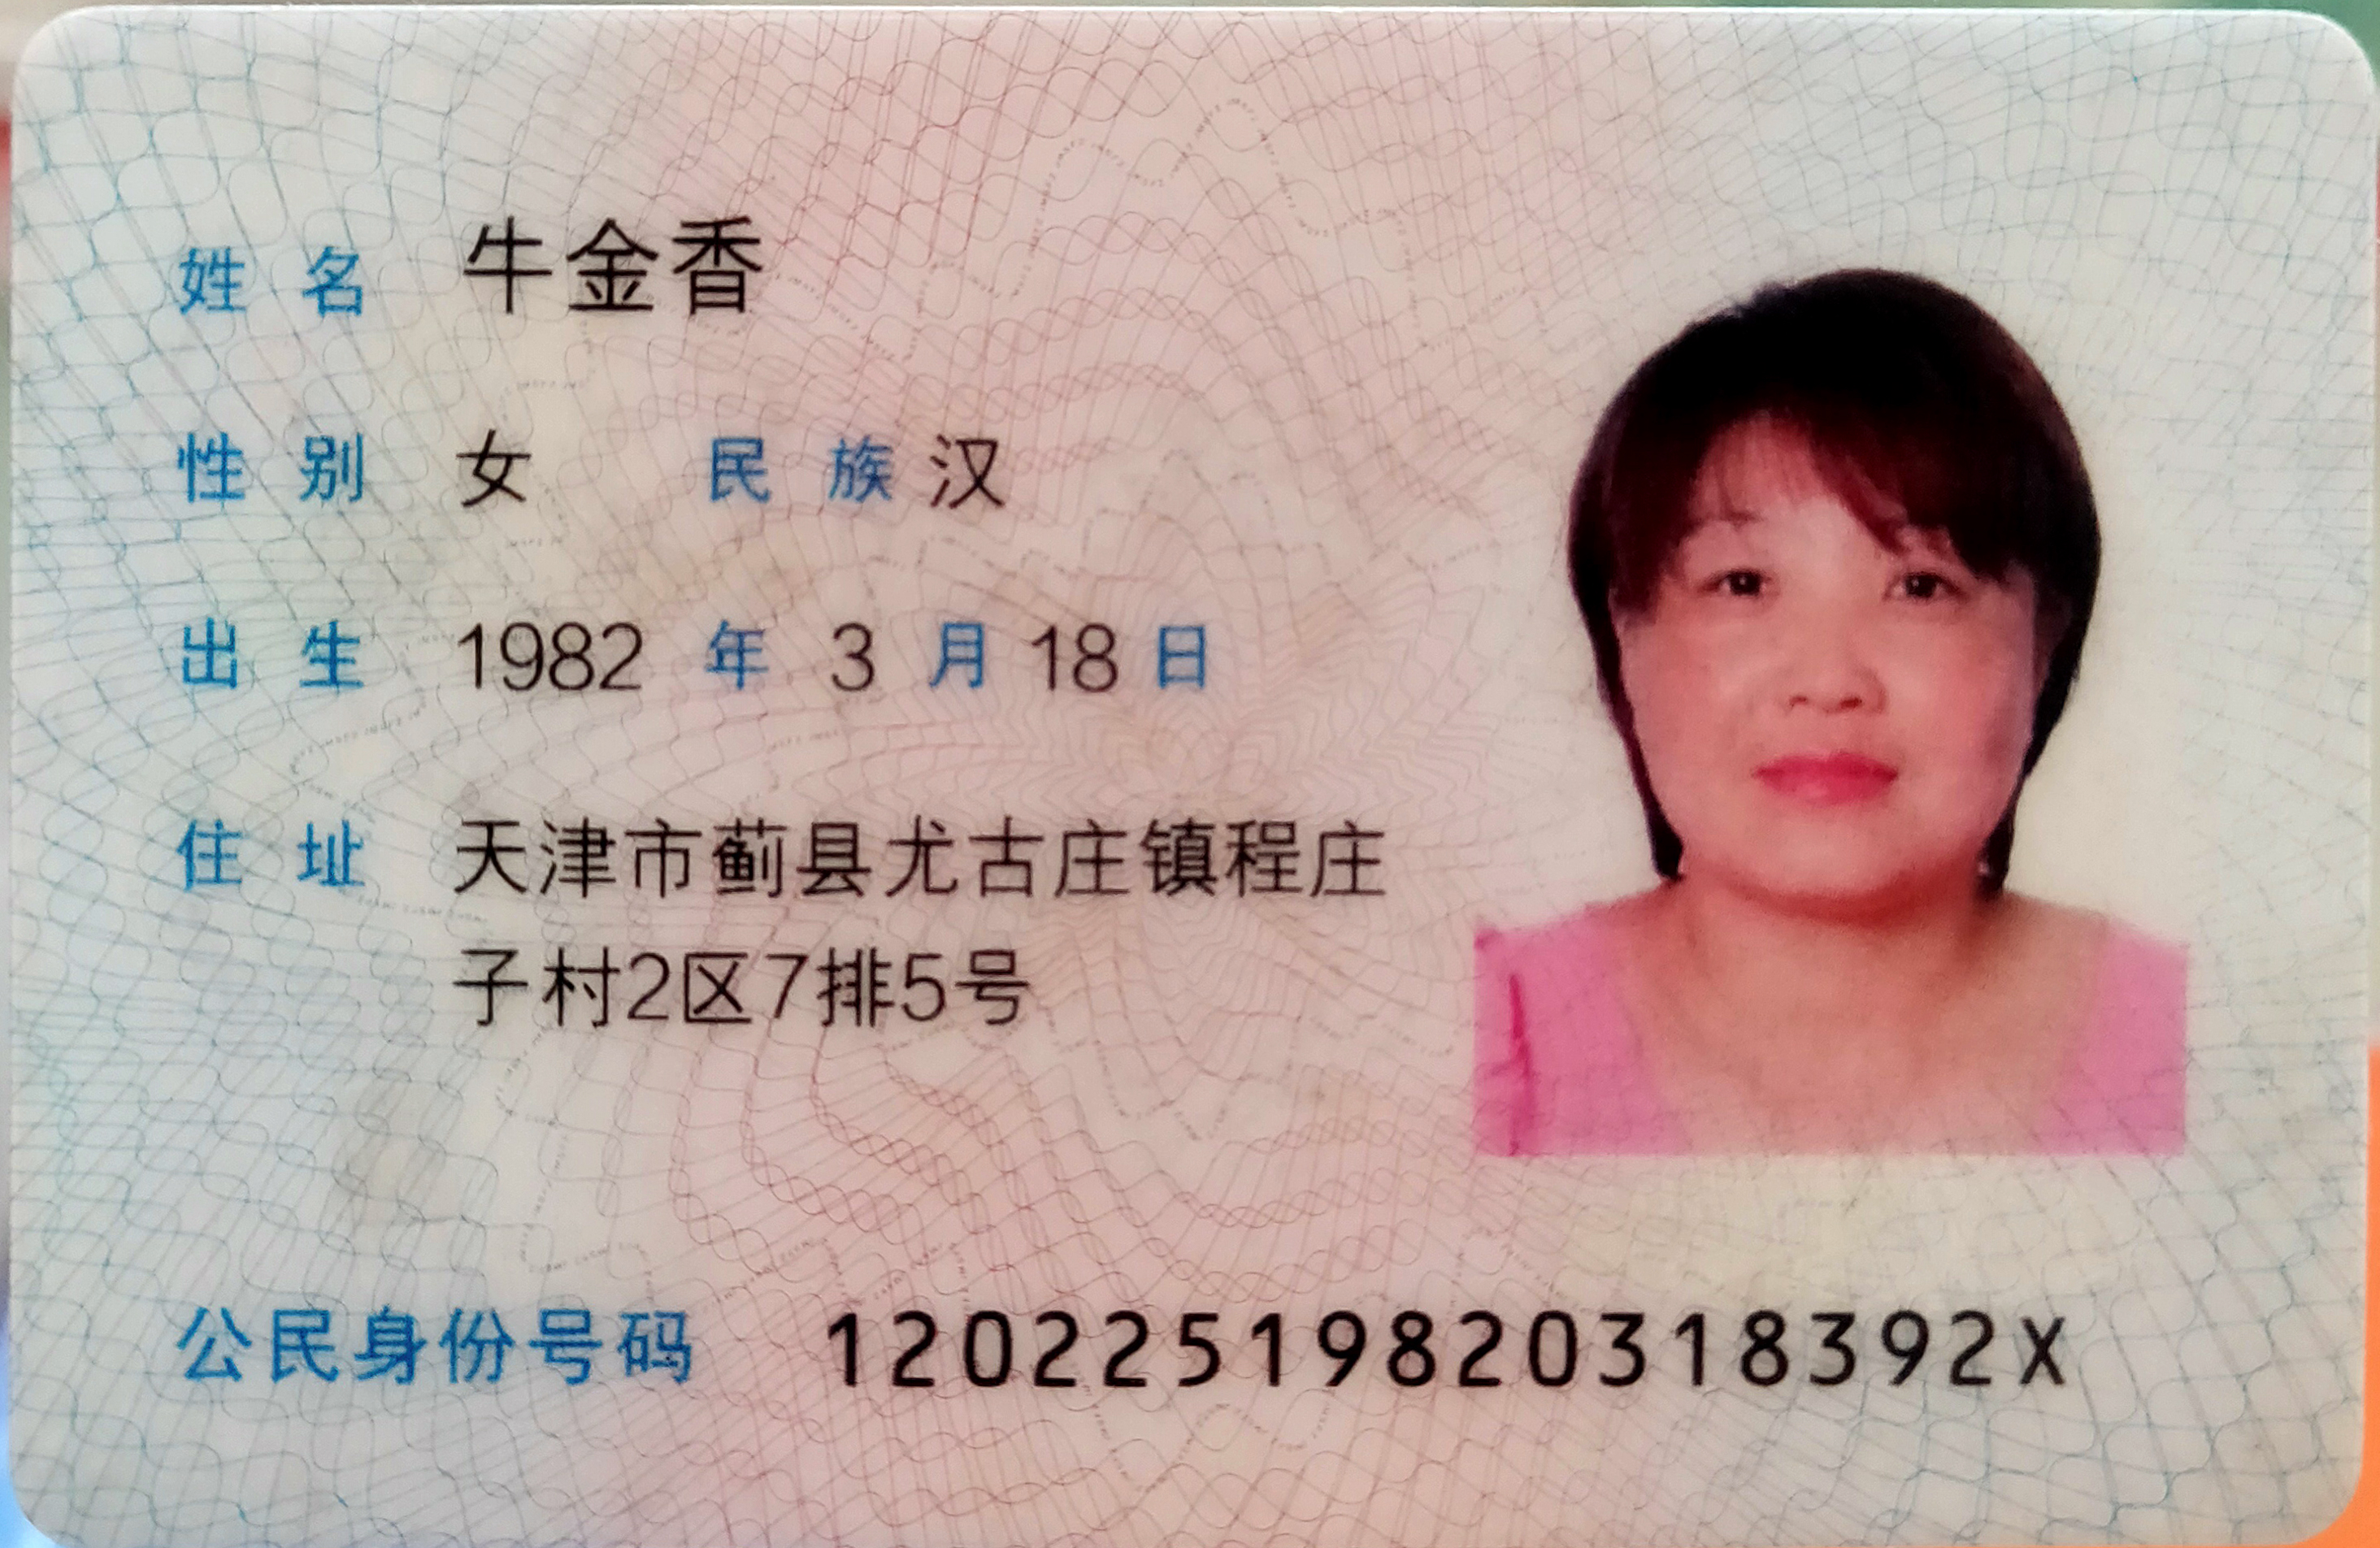 姓名 牛金香
性别 女 民族 汉
出生 1982 年 3 月 18 日
住址 天津市蓟县尤古庄镇程庄
子村2区7排5号
公民身份号码 12022519820318392X